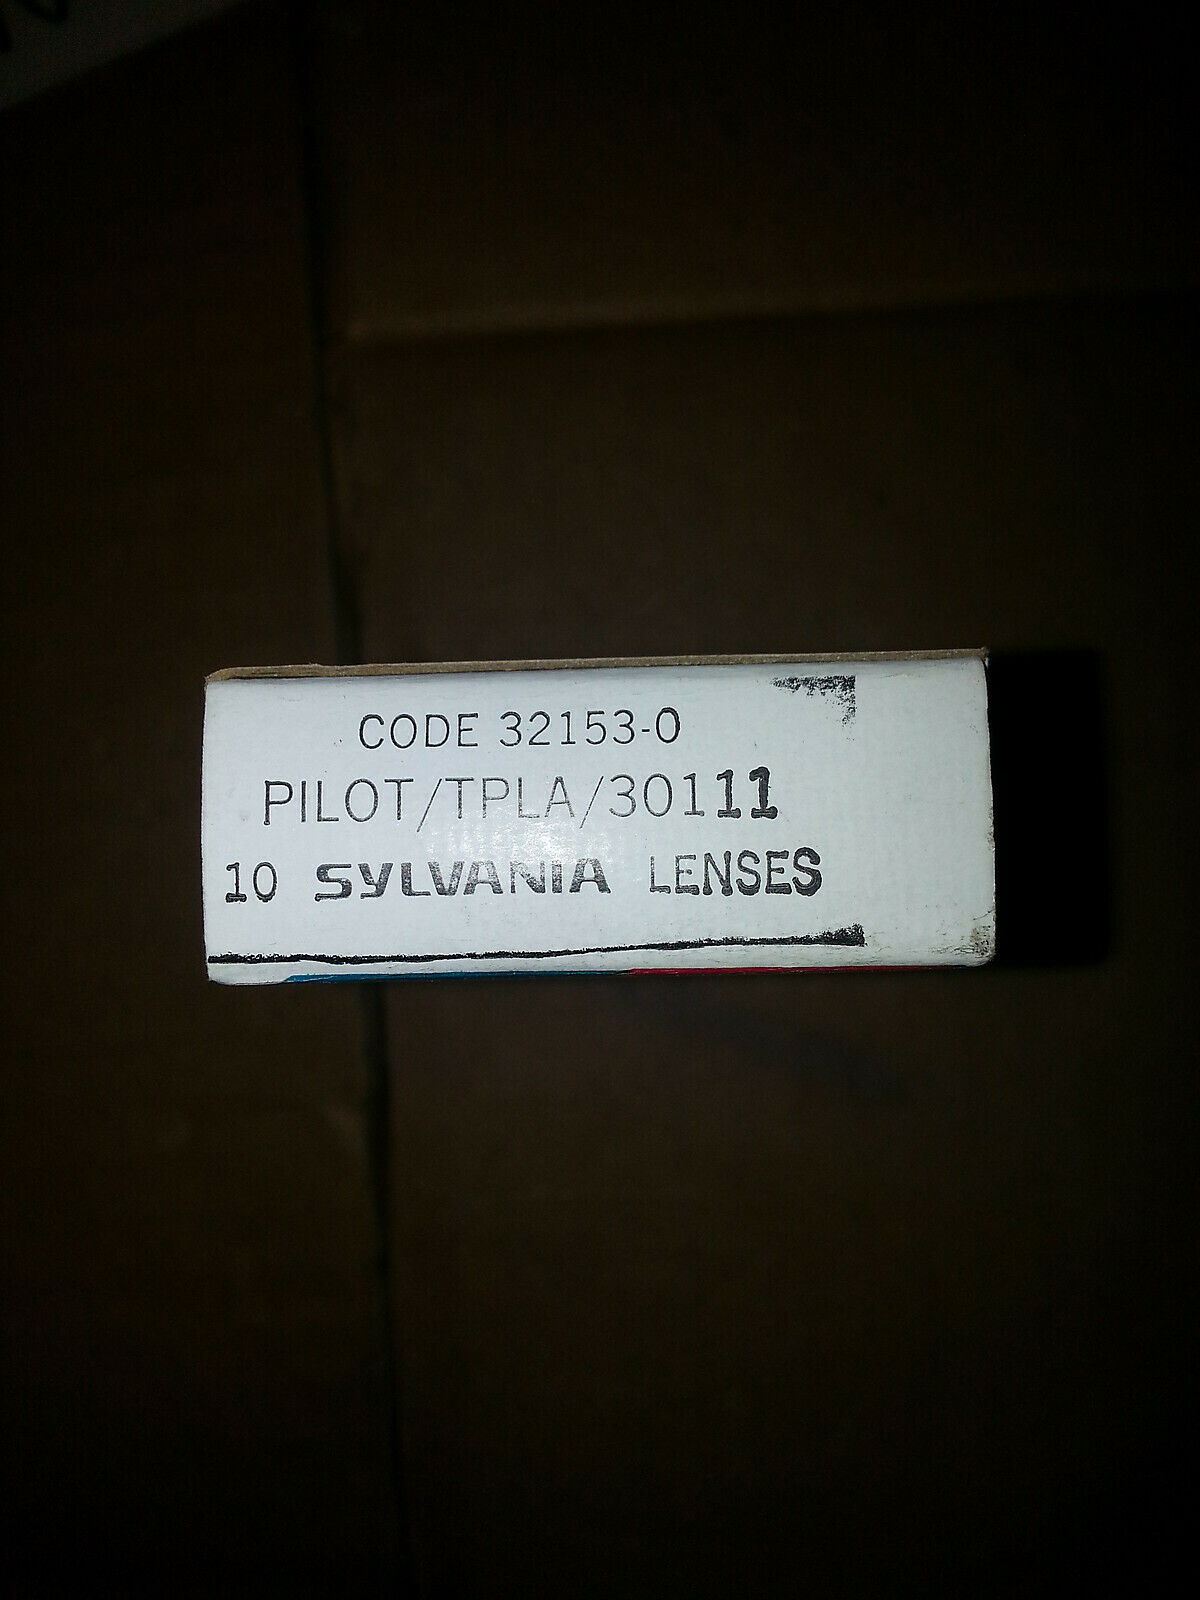 CODE 32153-0
PILOT/TPLA/30111
10 SYLVANIA LENSES